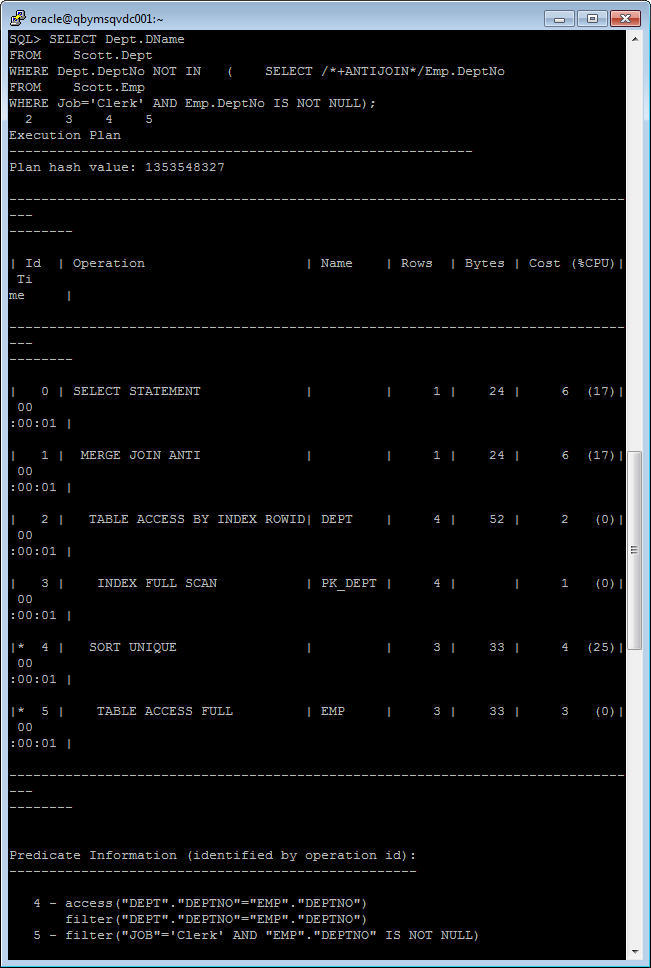 oracle@qbymsqvdc001:~
SQL> SELECT Dept.DName
FROM    Scott.Dept
WHERE Dept.DeptNo NOT IN   (    SELECT /*+ANTIJOIN*/Emp.DeptNo
FROM    Scott.Emp
WHERE Job='Clerk' AND Emp.DeptNo IS NOT NULL);
  2    3    4    5
Execution Plan
----------------------------------------------------------
Plan hash value: 1353548327

-----------------------------------------------------------------------------
---
--------

| Id  | Operation                    | Name    | Rows  | Bytes | Cost (%CPU)|
 Ti
me     |

-----------------------------------------------------------------------------
---
--------

|   0 | SELECT STATEMENT             |         |     1 |    24 |     6  (17)|
 00
:00:01 |

|   1 |  MERGE JOIN ANTI             |         |     1 |    24 |     6  (17)|
 00
:00:01 |

|   2 |   TABLE ACCESS BY INDEX ROWID| DEPT    |     4 |    52 |     2   (0)|
 00
:00:01 |

|   3 |    INDEX FULL SCAN           | PK_DEPT |     4 |       |     1   (0)|
 00
:00:01 |

|*  4 |   SORT UNIQUE                |         |     3 |    33 |     4  (25)|
 00
:00:01 |

|*  5 |    TABLE ACCESS FULL         | EMP     |     3 |    33 |     3   (0)|
 00
:00:01 |

-----------------------------------------------------------------------------
---
--------

Predicate Information (identified by operation id):
---------------------------------------------------

   4 - access("DEPT"."DEPTNO"="EMP"."DEPTNO")
       filter("DEPT"."DEPTNO"="EMP"."DEPTNO")
   5 - filter("JOB"='Clerk' AND "EMP"."DEPTNO" IS NOT NULL)